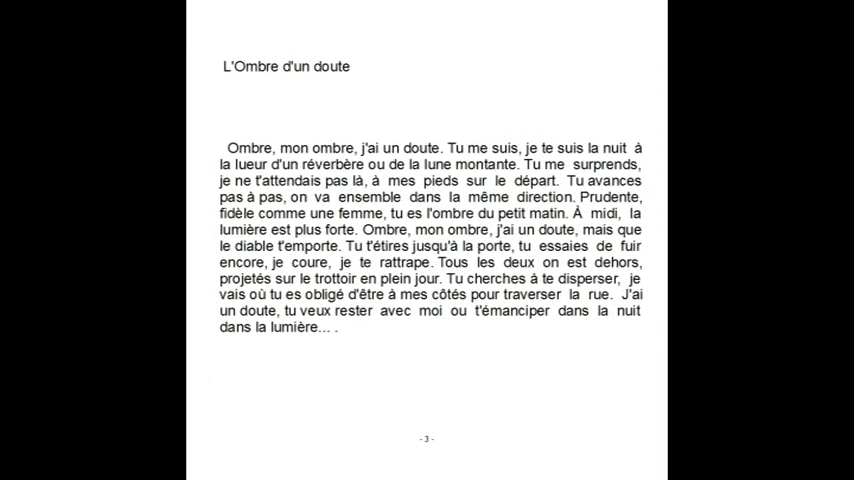 L'Ombre d'un doute
Ombre, mon ombre, j'ai un doute. Tu me suis, je te suis la nuit à
la lueur d'un réverbère ou de la lune montante. Tu me surprends,
je ne t'attendais pas là, à mes pieds sur le départ. Tu avances
pas à pas, on va ensemble dans la même direction. Prudente,
fidèle comme une femme, tu es l'ombre du petit matin. À midi, la
lumière est plus forte. Ombre, mon ombre, j'ai un doute, mais que
le diable t'emporte. Tu t'étires jusqu'à la porte, tu essaies de fuir
encore, je coure, je te rattrape. Tous les deux on est dehors,
projetés sur le trottoir en plein jour. Tu cherches à te disperser, je
vais où tu es obligé d'être à mes côtés pour traverser la rue. J'ai
un doute, tu veux rester avec moi ou t'émanciper dans la nuit
dans la lumière... .
- 3 -